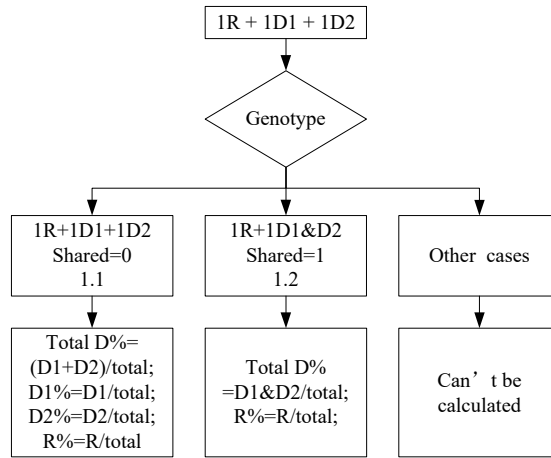 1R + 1D1 + 1D2
Genotype
1R+1D1+1D2
Shared=0
1.1
1R+1D1&D2
Shared=1
1.2
Other cases
Total D%=
(D1+D2)/total;
D1%=D1/total;
D2%=D2/total;
R%=R/total
Total D%
=D1&D2/total;
R%=R/total;
Can’t be
calculated